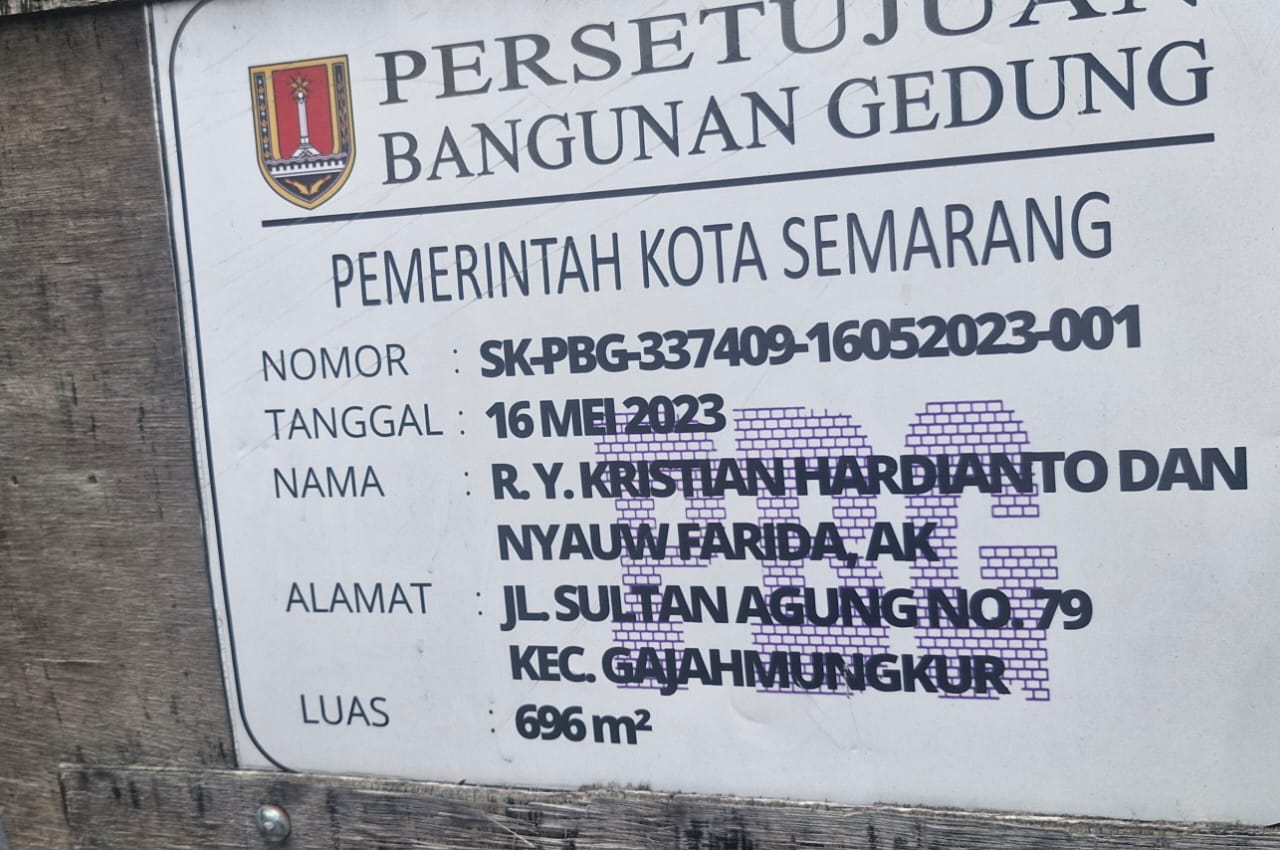 PERSETUJUAN
BANGUNAN GEDUNG
PEMERINTAH KOTA SEMARANG
NOMOR : SK-PBG-337409-16052023-001
TANGGAL : 16 MEI 2023
NAMA : R. Y. KRISTIAN HARDIANTO DAN
NYAUW FARIDA, AK
ALAMAT : JL. SULTAN AGUNG NO. 79
KEC. GAJAHMUNGKUR
LUAS : 696 m²
PBG